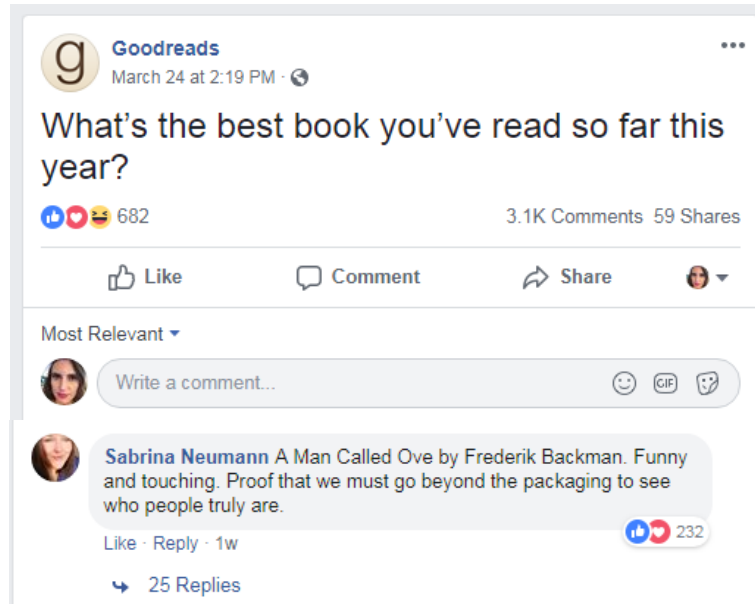 g
Goodreads
March 24 at 2:19 PM ·
What's the best book you've read so far this
year?
682
3.1K Comments 59 Shares
Like Comment Share
Most Relevant
Write a comment... GIF
Sabrina Neumann A Man Called Ove by Frederik Backman. Funny
and touching. Proof that we must go beyond the packaging to see
who people truly are.
232
Like · Reply · 1w
25 Replies